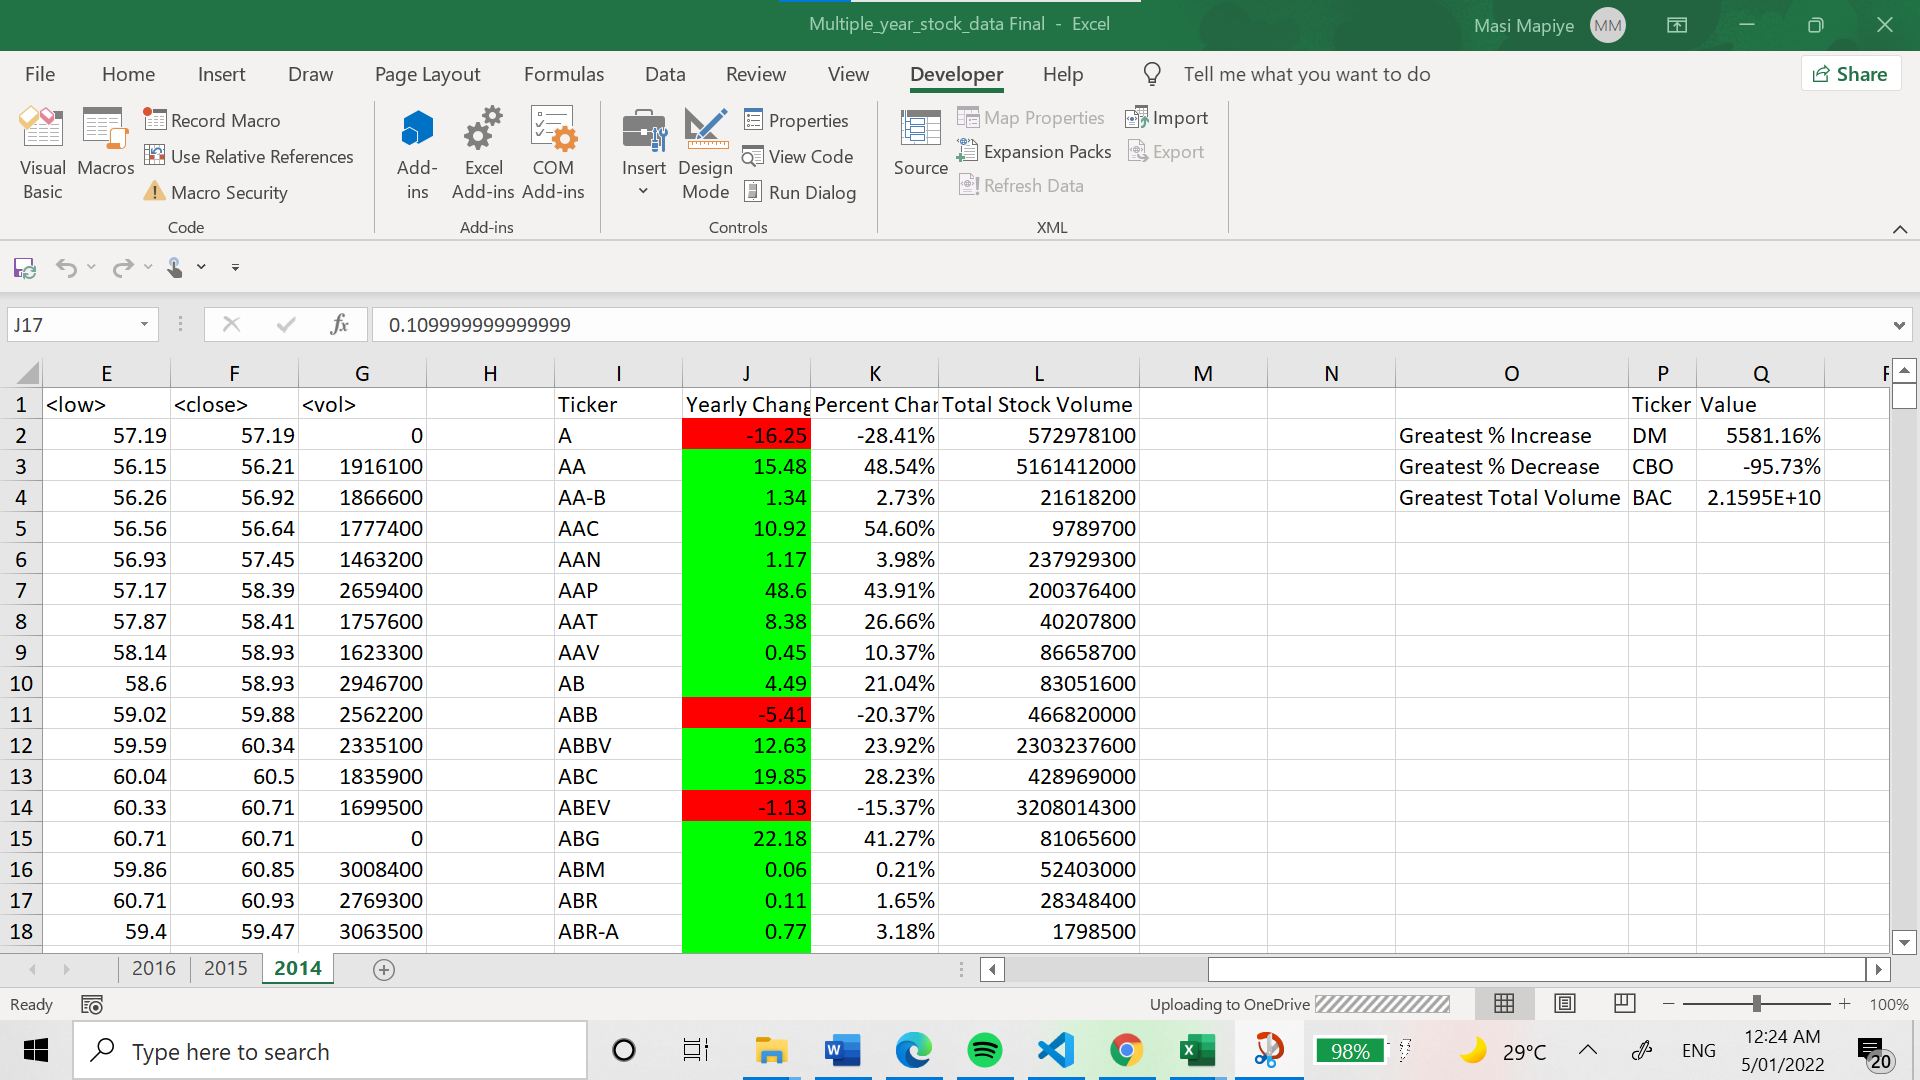 Multiple_year_stock_data Final - Excel
Masi Mapiye MM
File Home Insert Draw Page Layout Formulas Data Review View Developer Help Tell me what you want to do Share
Visual Basic
Macros
Record Macro
Use Relative References
Macro Security
Code
Add-ins
Excel Add-ins
COM Add-ins
Add-ins
Insert
Design Mode
Properties
View Code
Run Dialog
Controls
Source
Map Properties
Expansion Packs
Refresh Data
Import
Export
XML
J17 fx 0.109999999999999
E F G H I J K L M N O P Q
1 <low> <close> <vol> Ticker Yearly Chang Percent Char Total Stock Volume Ticker Value
2 57.19 57.19 0 A -16.25 -28.41% 572978100 Greatest % Increase DM 5581.16%
3 56.15 56.21 1916100 AA 15.48 48.54% 5161412000 Greatest % Decrease CBO -95.73%
4 56.26 56.92 1866600 AA-B 1.34 2.73% 21618200 Greatest Total Volume BAC 2.1595E+10
5 56.56 56.64 1777400 AAC 10.92 54.60% 9789700
6 56.93 57.45 1463200 AAN 1.17 3.98% 237929300
7 57.17 58.39 2659400 AAP 48.6 43.91% 200376400
8 57.87 58.41 1757600 AAT 8.38 26.66% 40207800
9 58.14 58.93 1623300 AAV 0.45 10.37% 86658700
10 58.6 58.93 2946700 AB 4.49 21.04% 83051600
11 59.02 59.88 2562200 ABB -5.41 -20.37% 466820000
12 59.59 60.34 2335100 ABBV 12.63 23.92% 2303237600
13 60.04 60.5 1835900 ABC 19.85 28.23% 428969000
14 60.33 60.71 1699500 ABEV -1.13 -15.37% 3208014300
15 60.71 60.71 0 ABG 22.18 41.27% 81065600
16 59.86 60.85 3008400 ABM 0.06 0.21% 52403000
17 60.71 60.93 2769300 ABR 0.11 1.65% 28348400
18 59.4 59.47 3063500 ABR-A 0.77 3.18% 1798500
2016 2015 2014
Ready Uploading to OneDrive 100%
Type here to search 98% 29°C ENG 12:24 AM
5/01/2022 20